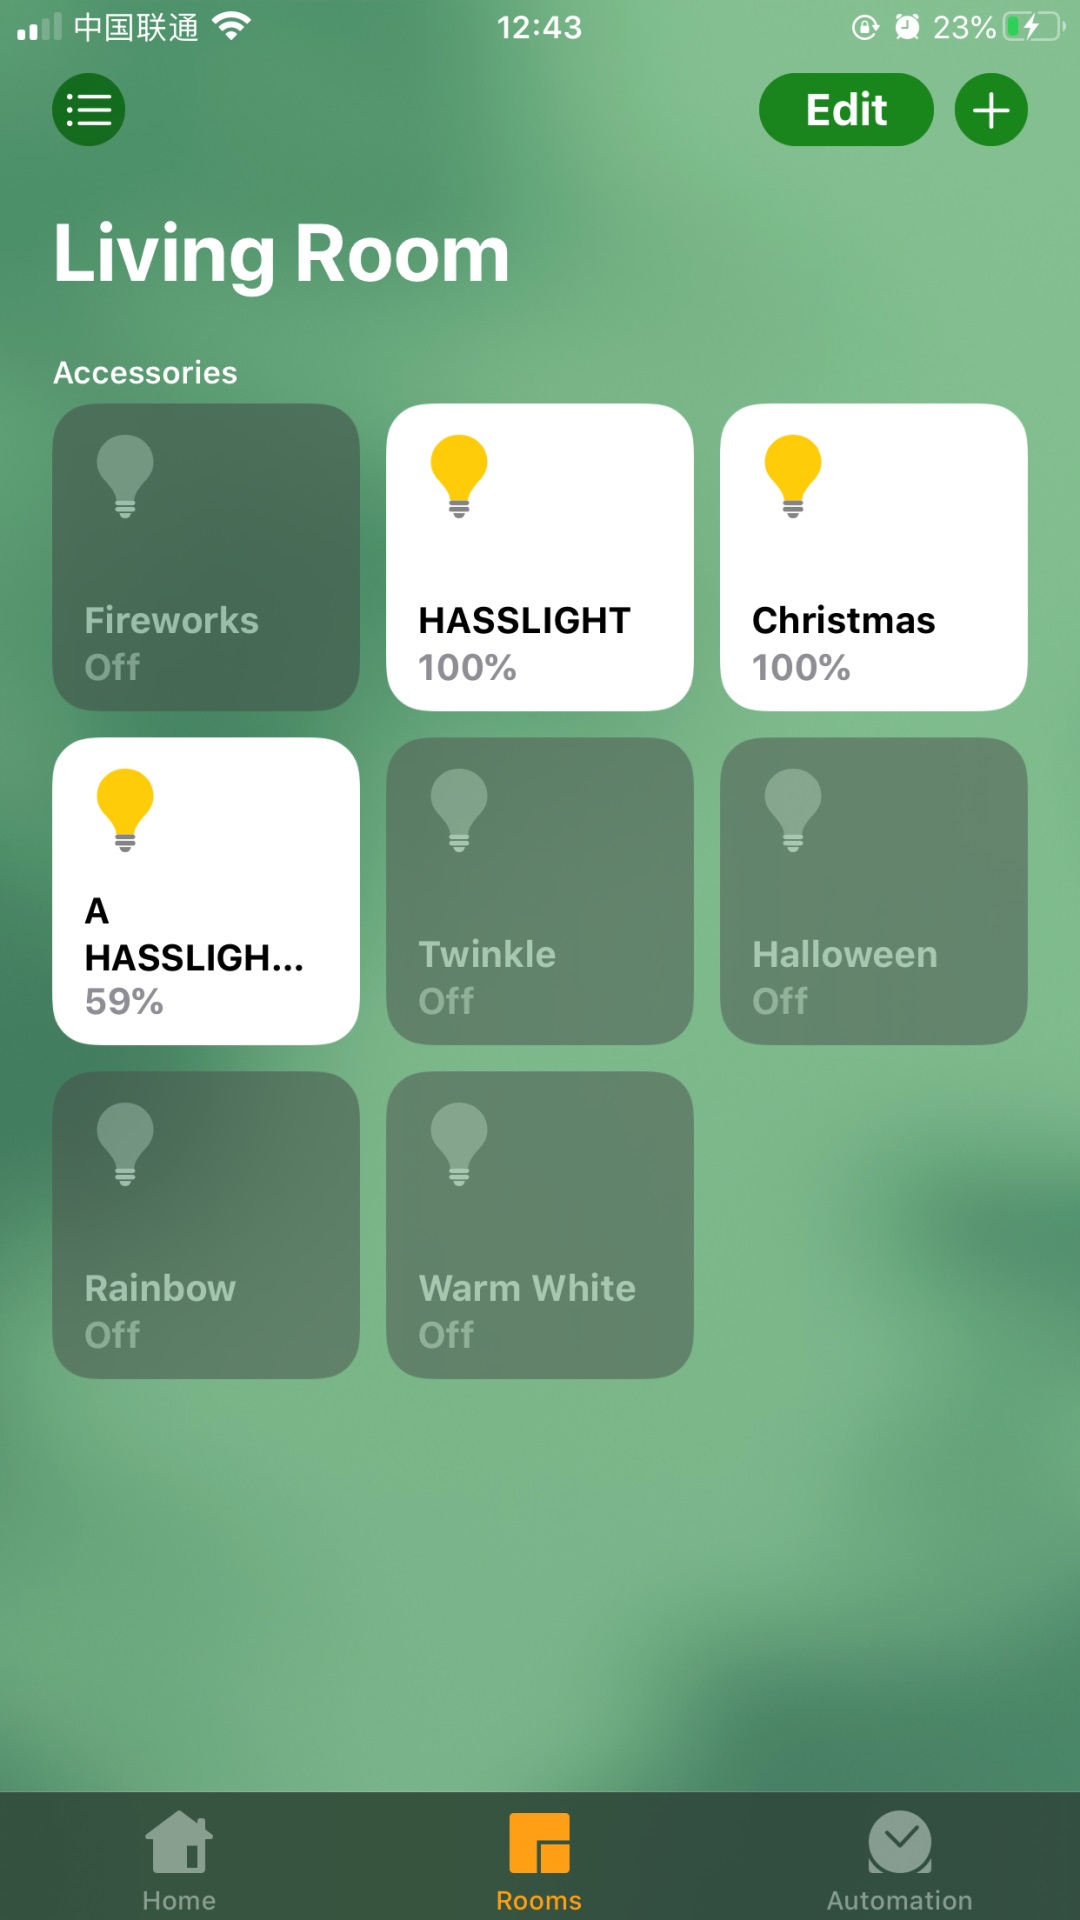 中国联通 12:43 23%
Edit
Living Room
Accessories
Fireworks
Off
HASSLIGHT
100%
Christmas
100%
A
HASSLIGH...
59%
Twinkle
Off
Halloween
Off
Rainbow
Off
Warm White
Off
Home
Rooms
Automation